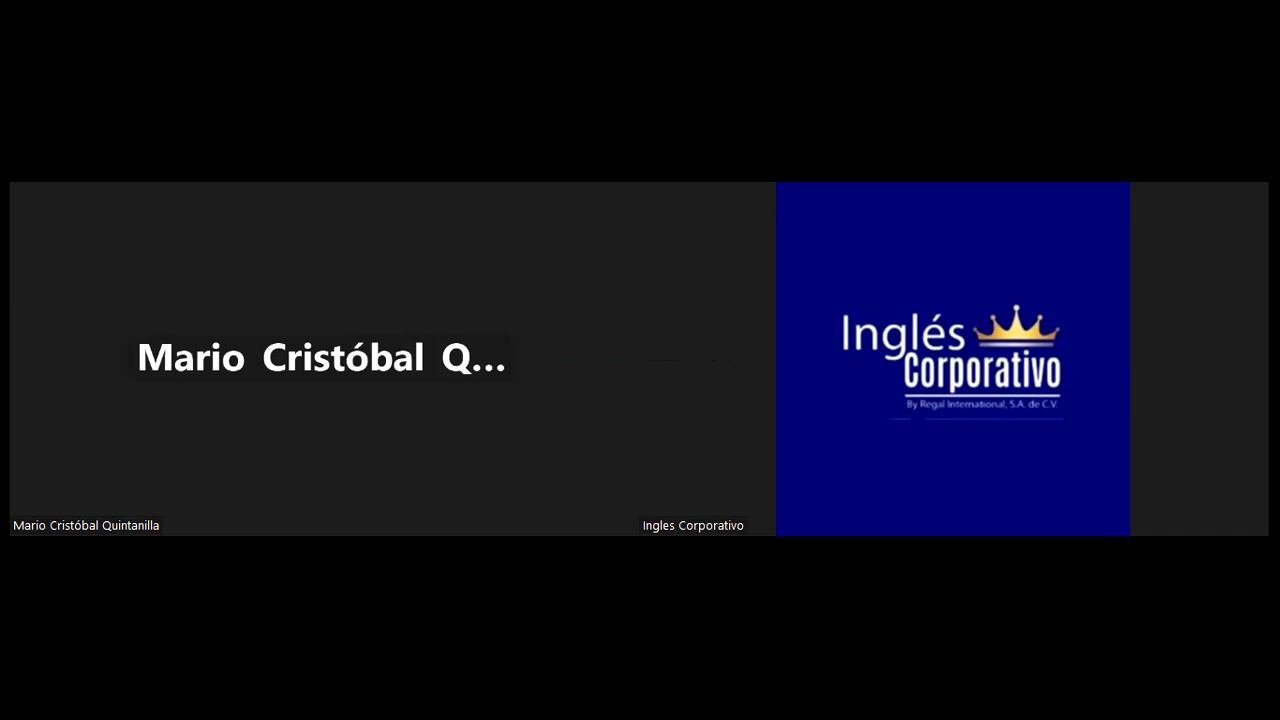 Mario Cristóbal Q...
Inglés
Corporativo
By Regal International, S.A. de C.V.
Mario Cristóbal Quintanilla
Ingles Corporativo